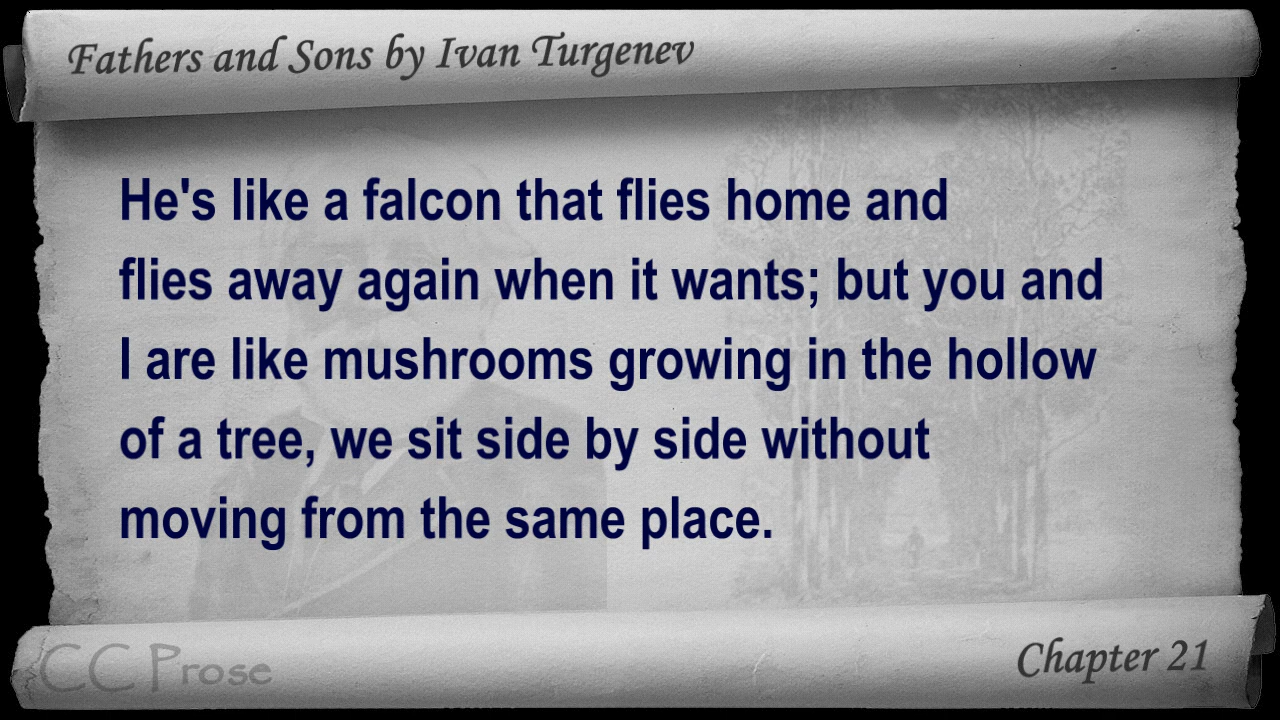 Fathers and Sons by Ivan Turgenev
He's like a falcon that flies home and
flies away again when it wants; but you and
I are like mushrooms growing in the hollow
of a tree, we sit side by side without
moving from the same place.
CC Prose
Chapter 21